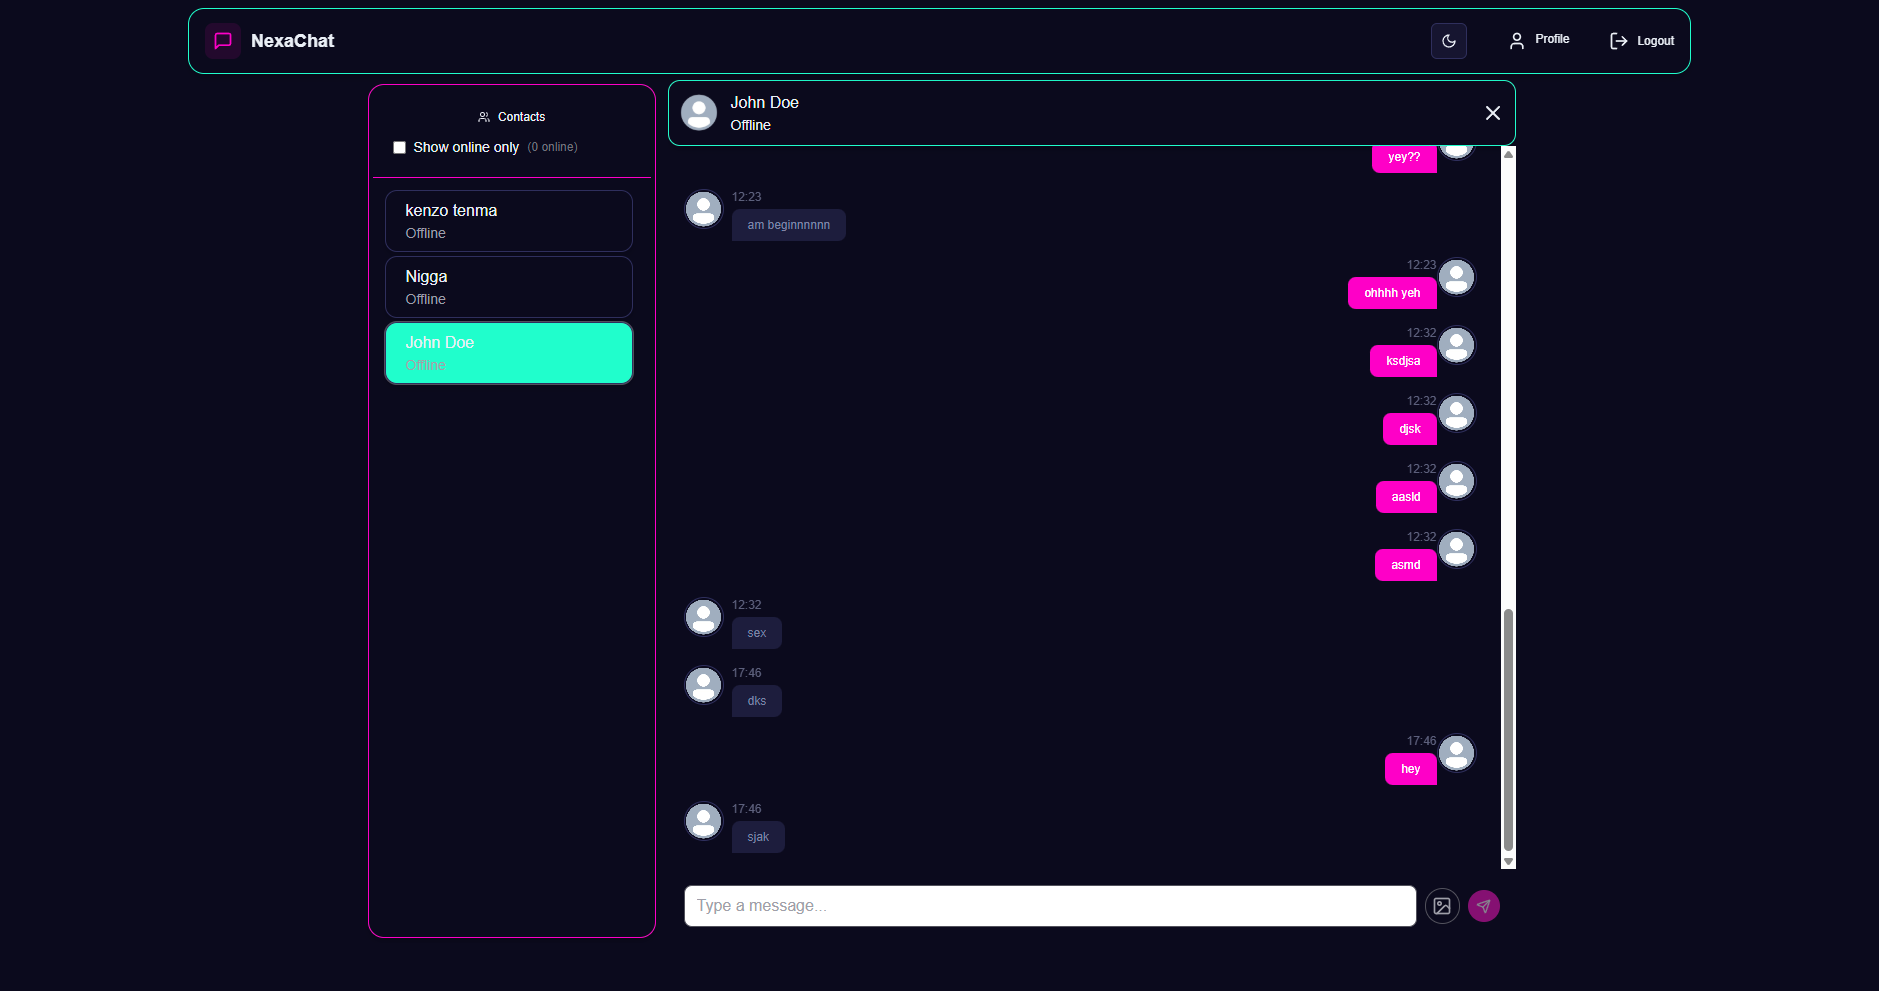 NexaChat
Profile
Logout
Contacts
Show online only (0 online)
kenzo tenma
Offline
Nigga
Offline
John Doe
Offline
John Doe
Offline
yey??
12:23
am beginnnnnn
12:23
ohhhh yeh
12:32
ksdjsa
12:32
djsk
12:32
aasld
12:32
asmd
12:32
sex
17:46
dks
17:46
hey
17:46
sjak
Type a message...